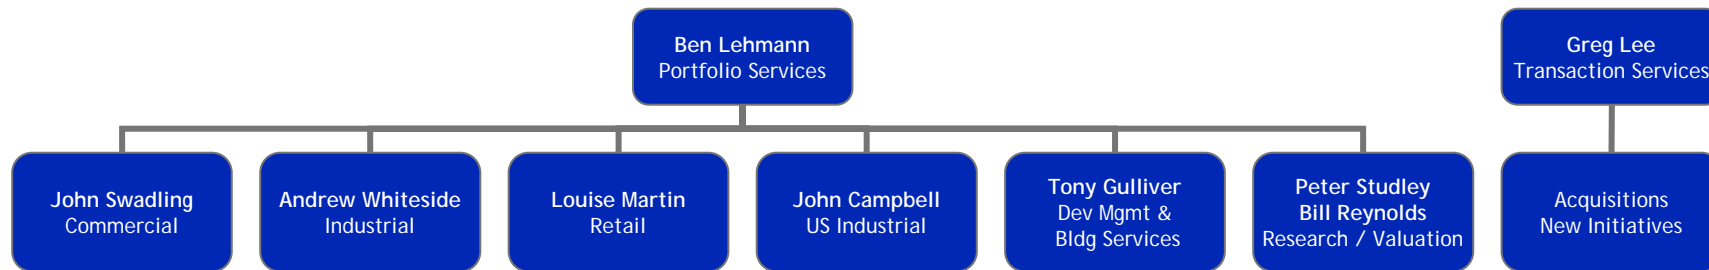 Ben Lehmann
Portfolio Services
Greg Lee
Transaction Services
John Swadling
Commercial
Andrew Whiteside
Industrial
Louise Martin
Retail
John Campbell
US Industrial
Tony Gulliver
Dev Mgmt &
Bldg Services
Peter Studley
Bill Reynolds
Research / Valuation
Acquisitions
New Initiatives